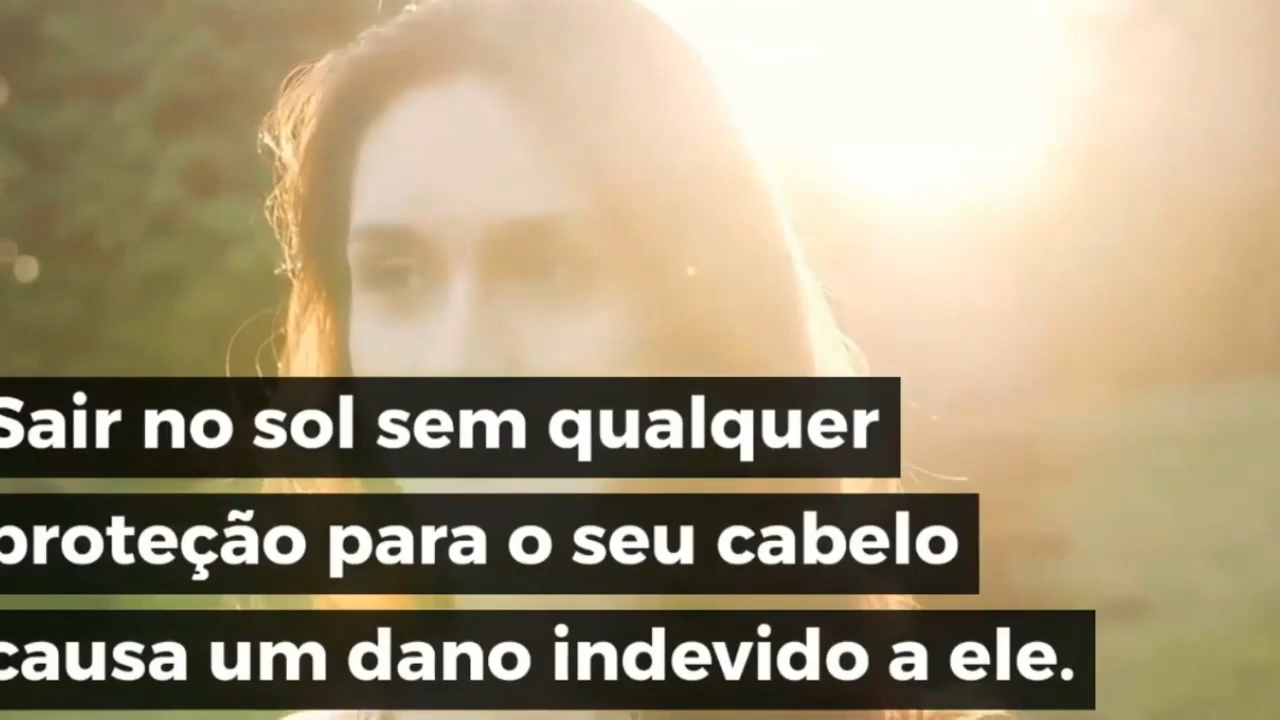 Sair no sol sem qualquer
proteção para o seu cabelo
causa um dano indevido a ele.